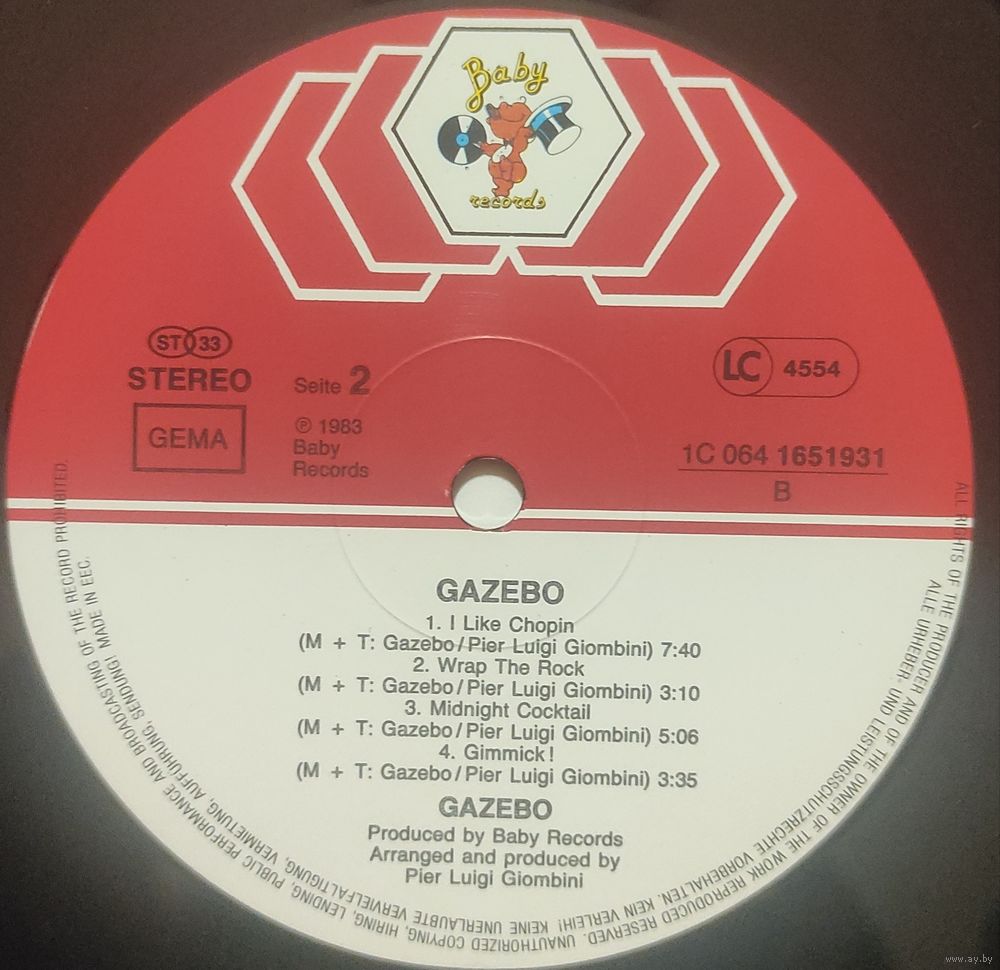 Baby
records
ST 33
STEREO
GEMA
Seite 2
℗ 1983
Baby
Records
LC 4554
1C 064 1651931
B
GAZEBO
1. I Like Chopin
(M + T: Gazebo/Pier Luigi Giombini) 7:40
2. Wrap The Rock
(M + T: Gazebo/Pier Luigi Giombini) 3:10
3. Midnight Cocktail
(M + T: Gazebo/Pier Luigi Giombini) 5:06
4. Gimmick!
(M + T: Gazebo/Pier Luigi Giombini) 3:35
GAZEBO
Produced by Baby Records
Arranged and produced by
Pier Luigi Giombini
ALL RIGHTS OF THE PRODUCER AND OF THE OWNER OF THE WORK REPRODUCED RESERVED. UNAUTHORIZED COPYING, HIRING, LENDING, PUBLIC PERFORMANCE AND BROADCASTING OF THE RECORD PROHIBITED.
ALLE URHEBER- UND LEISTUNGSSCHUTZRECHTE VORBEHALTEN. KEIN VERLEIH! KEINE UNERLAUBTE VERVIELFÄLTIGUNG, VERMIETUNG, AUFFÜHRUNG, SENDUNG! MADE IN EEC.
www.ay.by